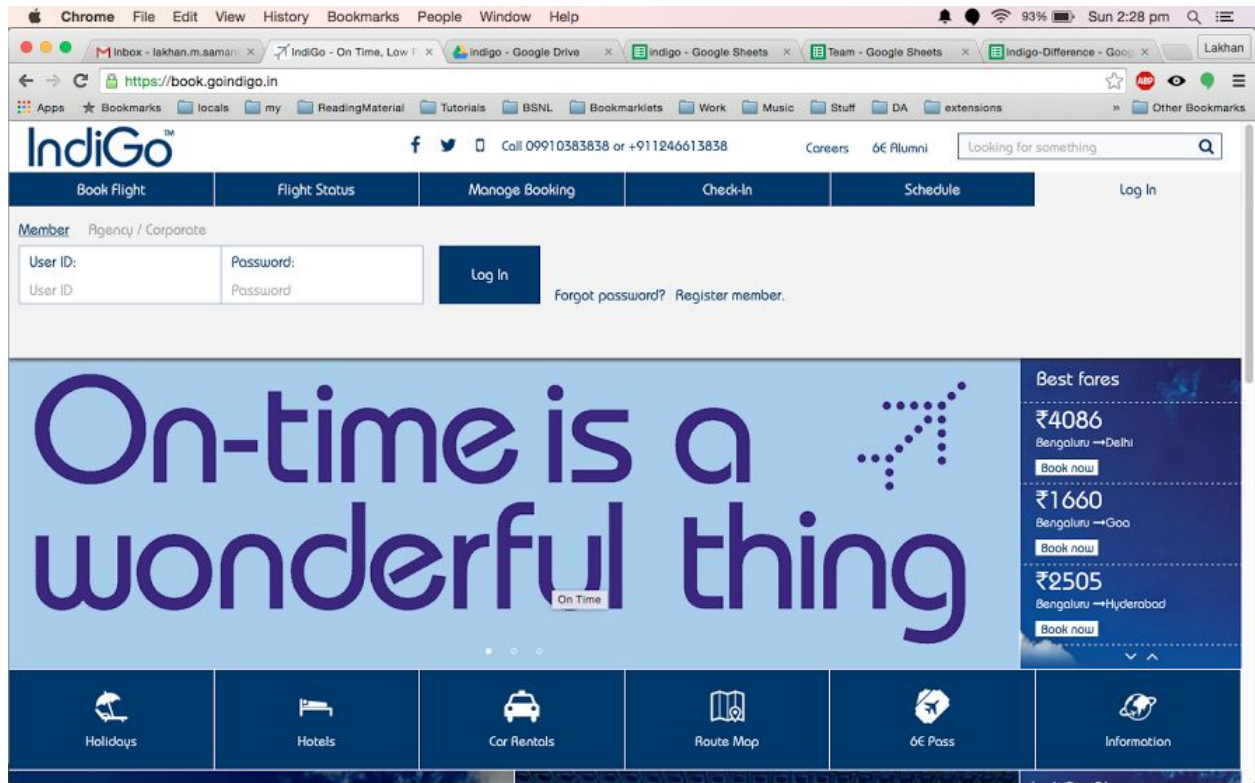 Chrome File Edit View History Bookmarks People Window Help 93% Sun 2:28 pm
Inbox - lakhan.m.saman × IndiGo - On Time, Low F × indigo - Google Drive × indigo - Google Sheets × Team - Google Sheets × Indigo-Difference - Goog × Lakhan
https://book.goindigo.in ABP
Apps Bookmarks locals my ReadingMaterial Tutorials BSNL Bookmarklets Work Music Stuff DA extensions » Other Bookmarks
IndiGo™ Call 09910383838 or +911246613838 Careers 6E Alumni Looking for something
Book Flight Flight Status Manage Booking Check-In Schedule Log In
Member Agency / Corporate
User ID: Password:
User ID Password
Log In
Forgot password? Register member.
On-time is a
wonderful thing
On Time
Best fares
₹4086
Bengaluru →Delhi
Book now
₹1660
Bengaluru →Goa
Book now
₹2505
Bengaluru →Hyderabad
Book now
Holidays Hotels Car Rentals Route Map 6E Pass Information